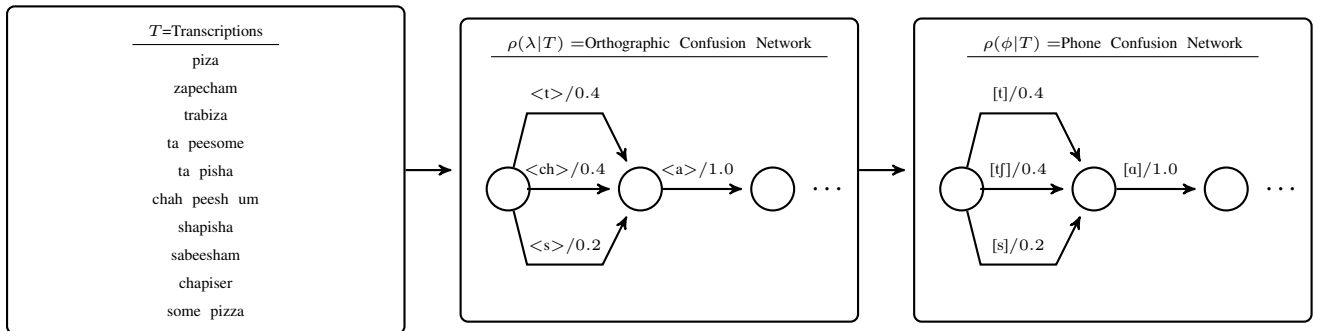 T=Transcriptions
piza
zapecham
trabiza
ta peesome
ta pisha
chah peesh um
shapisha
sabeesham
chapiser
some pizza
ρ(λ|T) =Orthographic Confusion Network
<t>/0.4
<ch>/0.4
<a>/1.0
<s>/0.2
...
ρ(ϕ|T) =Phone Confusion Network
[t]/0.4
[tʃ]/0.4
[ɑ]/1.0
[s]/0.2
...